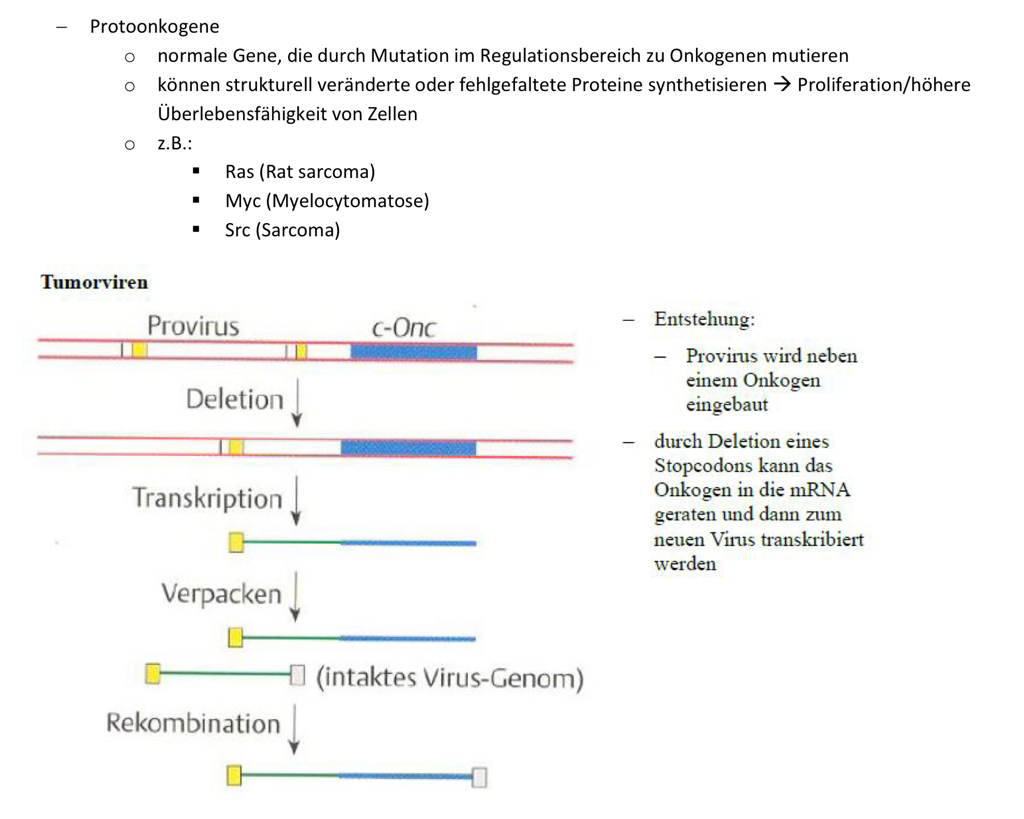 – Protoonkogene
o normale Gene, die durch Mutation im Regulationsbereich zu Onkogenen mutieren
o können strukturell veränderte oder fehlgefaltete Proteine synthetisieren → Proliferation/höhere
Überlebensfähigkeit von Zellen
o z.B.:
▪ Ras (Rat sarcoma)
▪ Myc (Myelocytomatose)
▪ Src (Sarcoma)
Tumorviren
Provirus
c-Onc
Deletion
Transkription
Verpacken
(intaktes Virus-Genom)
Rekombination
– Entstehung:
– Provirus wird neben
einem Onkogen
eingebaut
– durch Deletion eines
Stopcodons kann das
Onkogen in die mRNA
geraten und dann zum
neuen Virus transkribiert
werden